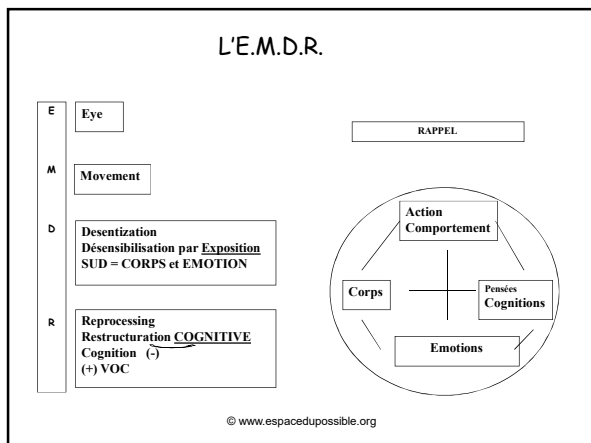 L'E.M.D.R.
E
Eye
M
Movement
D
Desentization
Désensibilisation par Exposition
SUD = CORPS et EMOTION
R
Reprocessing
Restructuration COGNITIVE
Cognition (-)
(+) VOC
RAPPEL
Action
Comportement
Corps
Pensées
Cognitions
Emotions
© www.espacedupossible.org